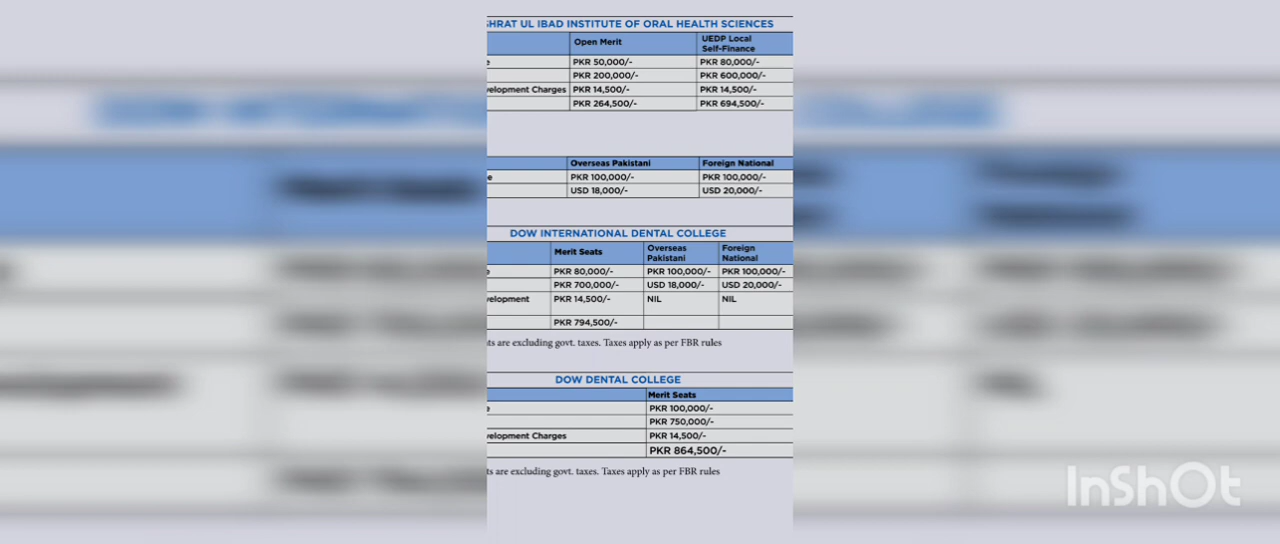 SHRAT UL IBAD INSTITUTE OF ORAL HEALTH SCIENCES
Open Merit UEDP Local Self-Finance
e PKR 50,000/- PKR 80,000/-
PKR 200,000/- PKR 600,000/-
velopment Charges PKR 14,500/- PKR 14,500/-
PKR 264,500/- PKR 694,500/-
Overseas Pakistani Foreign National
e PKR 100,000/- PKR 100,000/-
USD 18,000/- USD 20,000/-
DOW INTERNATIONAL DENTAL COLLEGE
Merit Seats Overseas Pakistani Foreign National
e PKR 80,000/- PKR 100,000/- PKR 100,000/-
PKR 700,000/- USD 18,000/- USD 20,000/-
velopment PKR 14,500/- NIL NIL
PKR 794,500/-
ts are excluding govt. taxes. Taxes apply as per FBR rules
DOW DENTAL COLLEGE
Merit Seats
e PKR 100,000/-
PKR 750,000/-
velopment Charges PKR 14,500/-
PKR 864,500/-
ts are excluding govt. taxes. Taxes apply as per FBR rules
InShOt